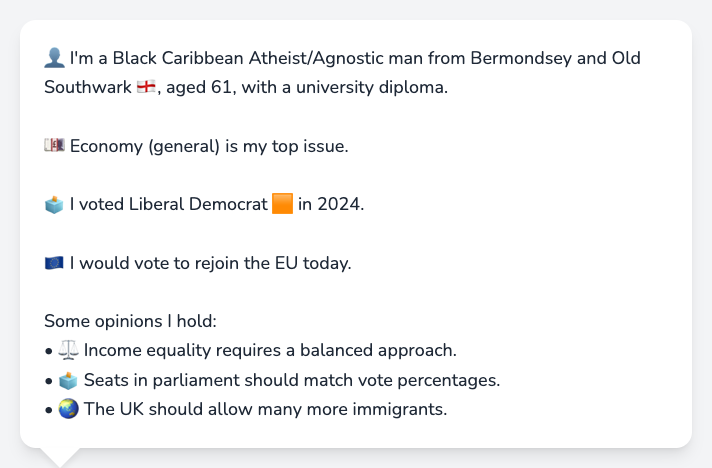 👤 I'm a Black Caribbean Atheist/Agnostic man from Bermondsey and Old
Southwark 🏴󠁧󠁢󠁥󠁮󠁧󠁿, aged 61, with a university diploma.
💷 Economy (general) is my top issue.
🗳️ I voted Liberal Democrat 🟧 in 2024.
🇪🇺 I would vote to rejoin the EU today.
Some opinions I hold:
• ⚖️ Income equality requires a balanced approach.
• 🗳️ Seats in parliament should match vote percentages.
• 🌏 The UK should allow many more immigrants.